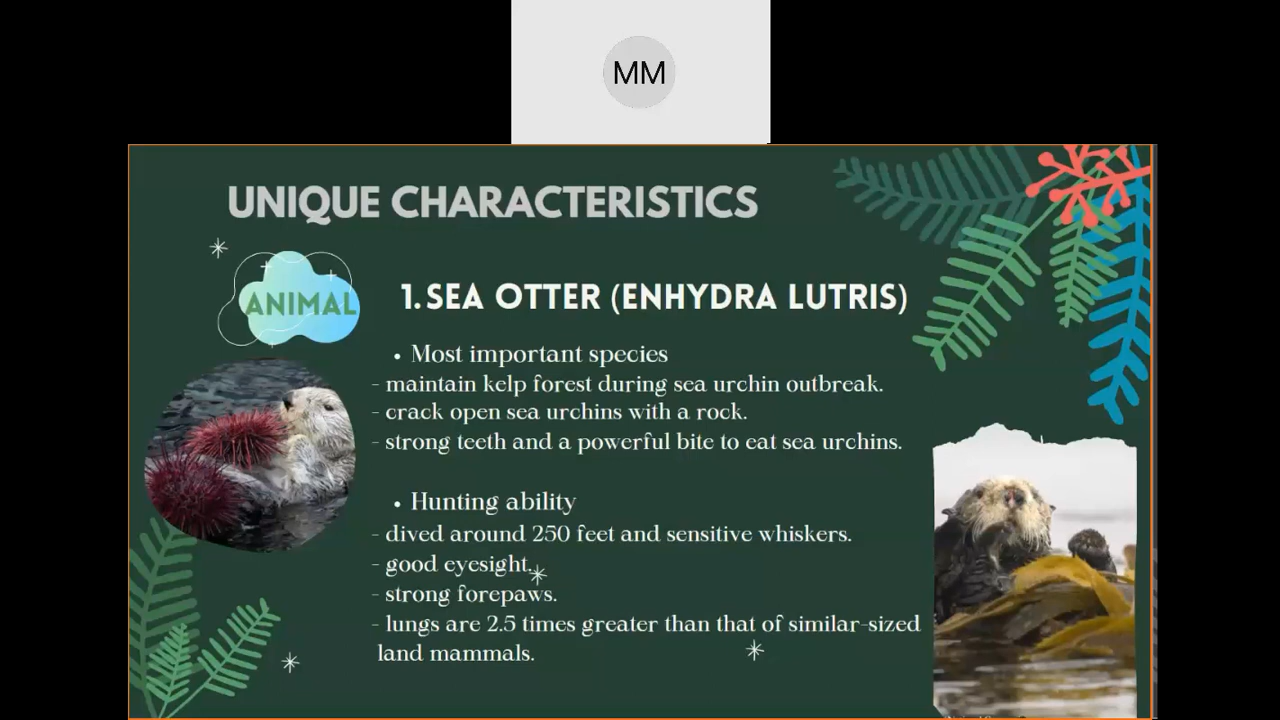 MM
UNIQUE CHARACTERISTICS
ANIMAL
1. SEA OTTER (ENHYDRA LUTRIS)
• Most important species
- maintain kelp forest during sea urchin outbreak.
- crack open sea urchins with a rock.
- strong teeth and a powerful bite to eat sea urchins.
• Hunting ability
- dived around 250 feet and sensitive whiskers.
- good eyesight.
- strong forepaws.
- lungs are 2.5 times greater than that of similar-sized
land mammals.